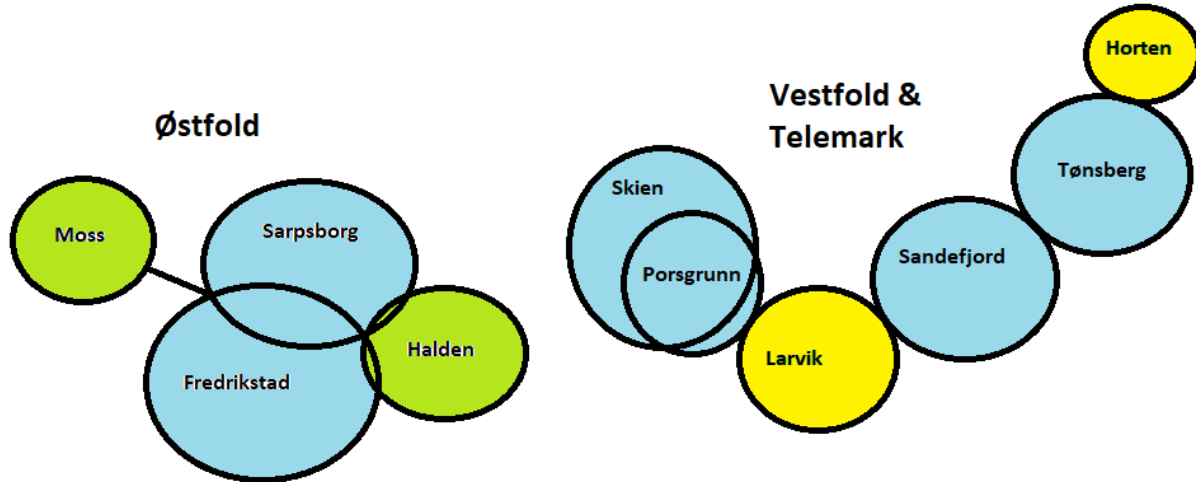 Østfold
Moss
Sarpsborg
Fredrikstad
Halden
Vestfold &
Telemark
Skien
Porsgrunn
Larvik
Sandefjord
Tønsberg
Horten